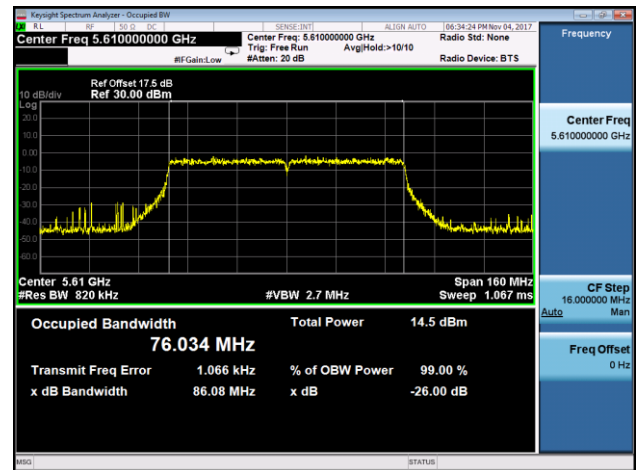 Keysight Spectrum Analyzer - Occupied BW
RL RF 50 Ω DC SENSE:INT ALIGN AUTO 06:34:24 PM Nov 04, 2017
Center Freq 5.610000000 GHz Center Freq: 5.610000000 GHz Radio Std: None
Trig: Free Run Avg|Hold:>10/10
#IFGain:Low #Atten: 20 dB Radio Device: BTS
Ref Offset 17.5 dB
10 dB/div Ref 30.00 dBm
Log
20.0
10.0
0.00
-10.0
-20.0
-30.0
-40.0
-50.0
-60.0
Center 5.61 GHz Span 160 MHz
#Res BW 820 kHz #VBW 2.7 MHz Sweep 1.067 ms
Occupied Bandwidth Total Power 14.5 dBm
76.034 MHz
Transmit Freq Error 1.066 kHz % of OBW Power 99.00 %
x dB Bandwidth 86.08 MHz x dB -26.00 dB
MSG STATUS
Frequency
Center Freq
5.610000000 GHz
CF Step
16.000000 MHz
Auto Man
Freq Offset
0 Hz